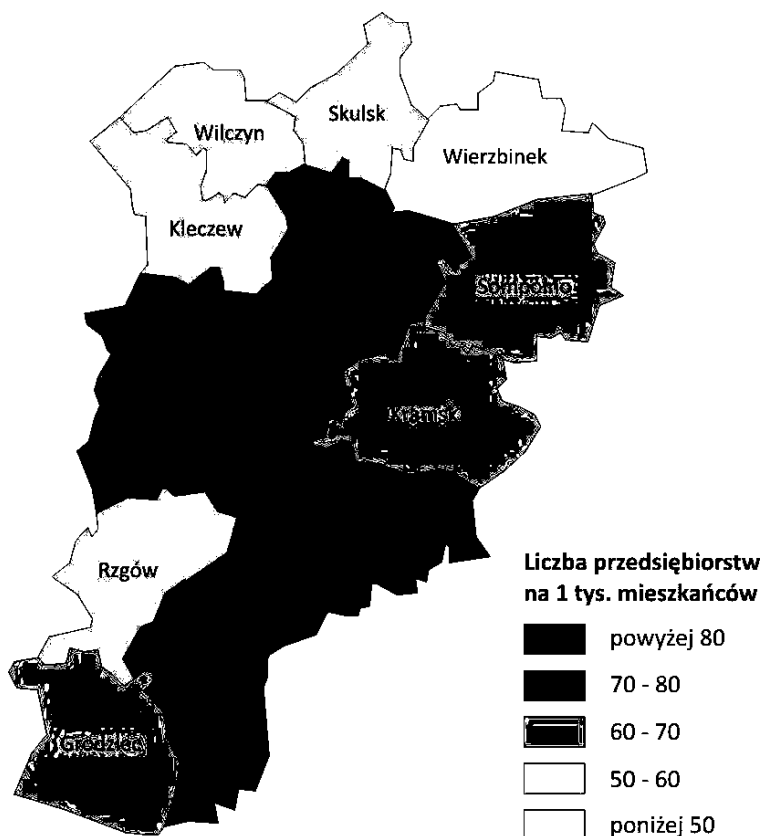 Skulsk
Wilczyn
Wierzbinek
Kleczew
Sompolno
Kramsk
Rzgów
Grodziec
Liczba przedsiębiorstw
na 1 tys. mieszkańców
powyżej 80
70 - 80
60 - 70
50 - 60
poniżej 50